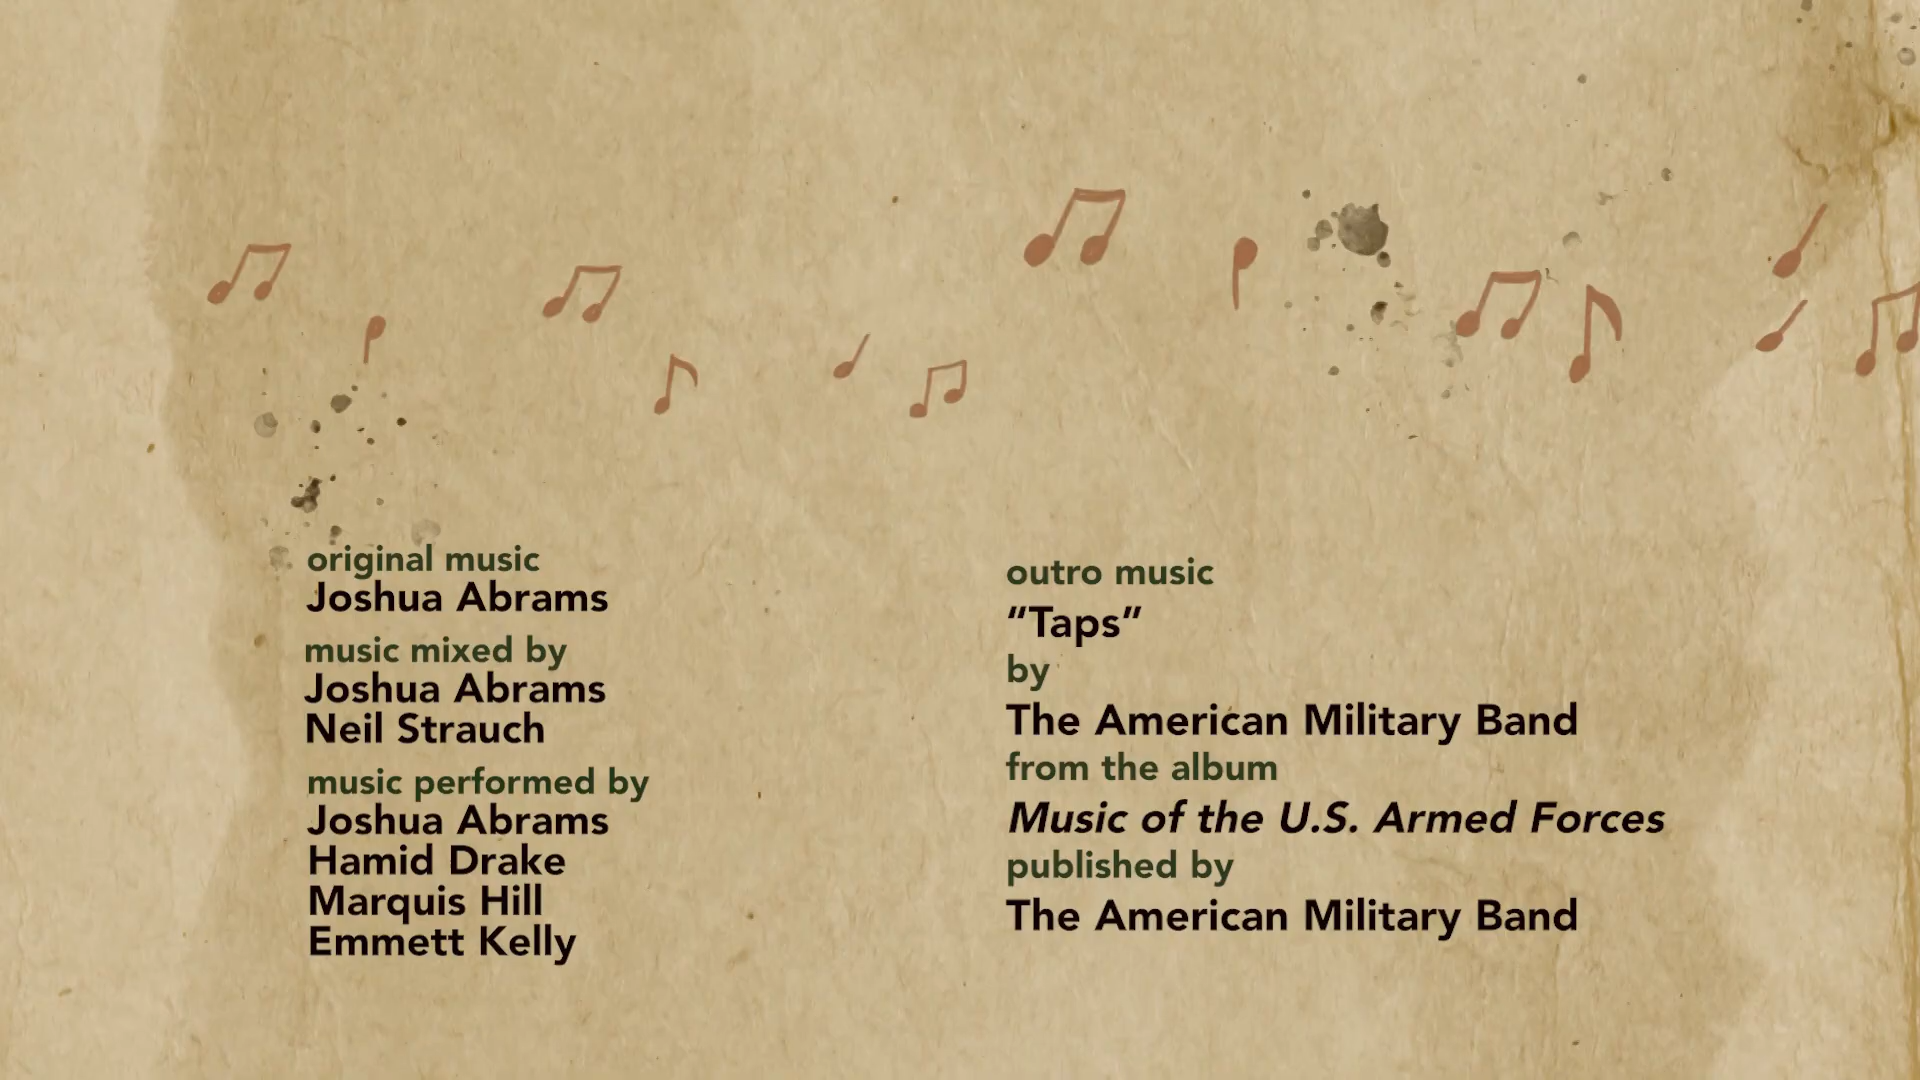 original music
Joshua Abrams
music mixed by
Joshua Abrams
Neil Strauch
music performed by
Joshua Abrams
Hamid Drake
Marquis Hill
Emmett Kelly
outro music
“Taps”
by
The American Military Band
from the album
Music of the U.S. Armed Forces
published by
The American Military Band